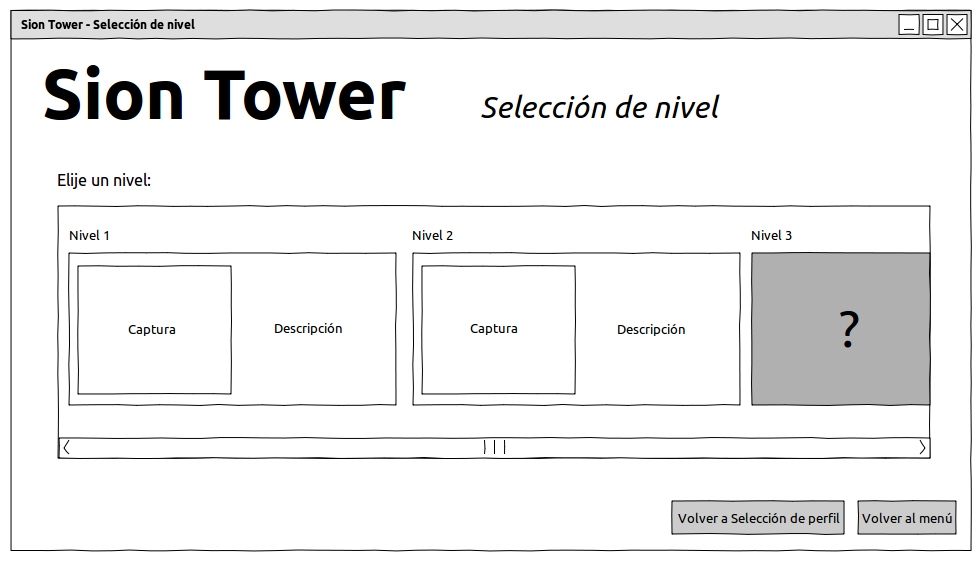 Sion Tower - Selección de nivel
Sion Tower
Selección de nivel
Elije un nivel:
Nivel 1
Nivel 2
Nivel 3
Captura
Descripción
Captura
Descripción
?
Volver a Selección de perfil
Volver al menú